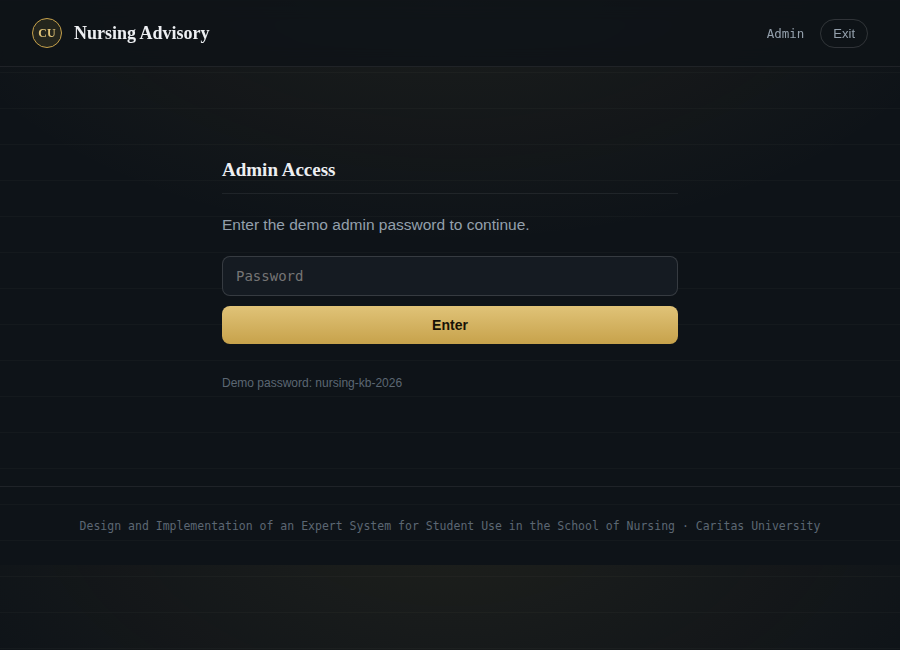 CU
Nursing Advisory
Admin
Exit
Admin Access
Enter the demo admin password to continue.
Password
Enter
Demo password: nursing-kb-2026
Design and Implementation of an Expert System for Student Use in the School of Nursing · Caritas University